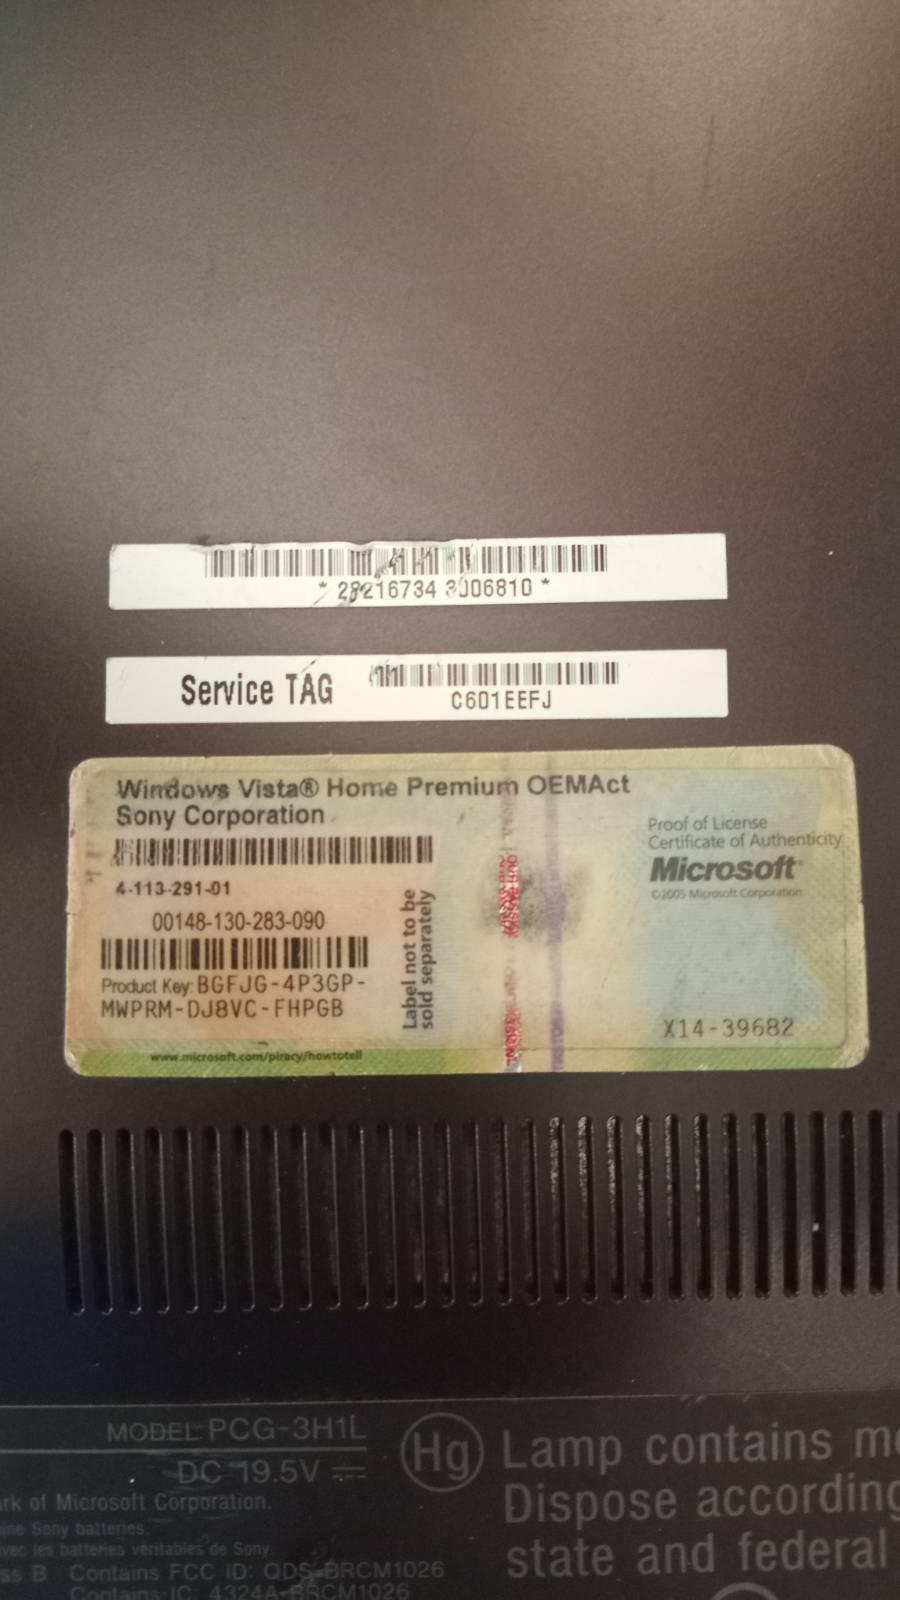 * 28216734 3006810 *
Service TAG
C601EEFJ
Windows Vista® Home Premium OEMAct
Sony Corporation
4-113-291-01
00148-130-283-090
Product Key: BGFJG-4P3GP-
MWPRM-DJ8VC-FHPGB
Label not to be
sold separately
www.microsoft.com/piracy/howtotell
Proof of License
Certificate of Authenticity
Microsoft®
©2005 Microsoft Corporation
X14-39682
MODEL PCG-3H1L
DC 19.5V
rk of Microsoft Corporation.
ine Sony batteries.
vec les batteries veritables de Sony.
ss B Contains FCC ID: QDS-BRCM1026
Contains IC: 4324A-BRCM1026
Hg
Lamp contains m
Dispose according
state and federal